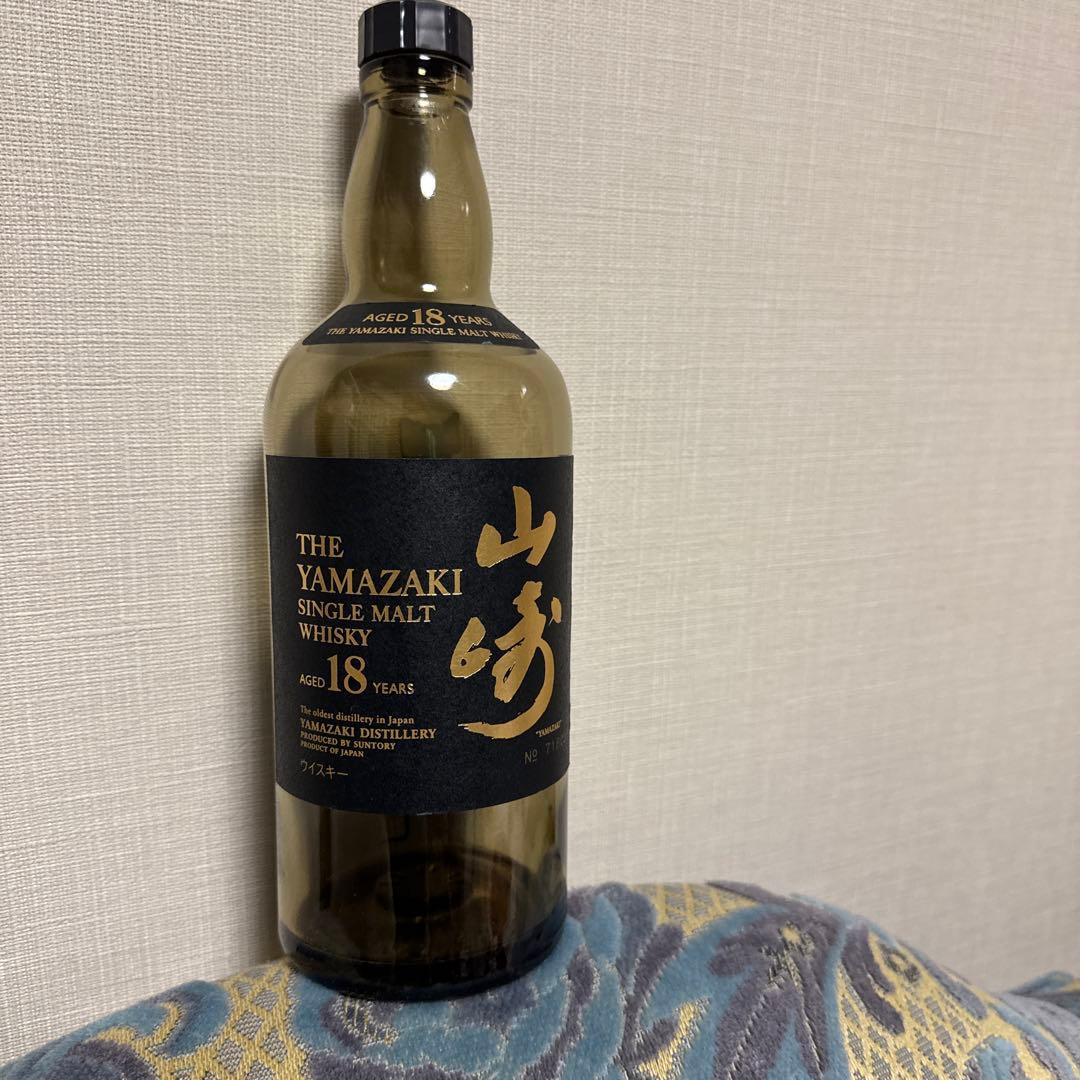 AGED 18 YEARS
THE YAMAZAKI SINGLE MALT
THE
YAMAZAKI
SINGLE MALT
WHISKY
AGED 18 YEARS
The oldest distillery in Japan
YAMAZAKI DISTILLERY
PRODUCED BY SUNTORY
PRODUCT OF JAPAN
ウイスキー
山崎
"YAMAZAKI"
№